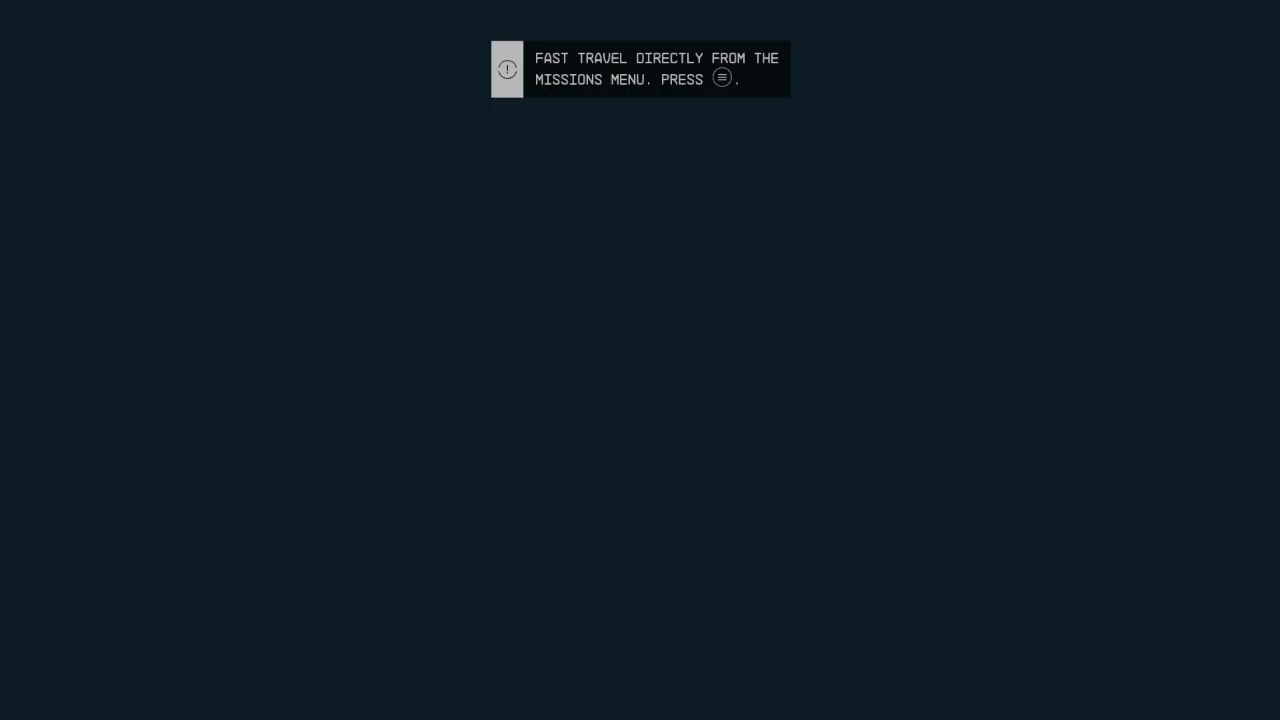 FAST TRAVEL DIRECTLY FROM THE
MISSIONS MENU. PRESS .